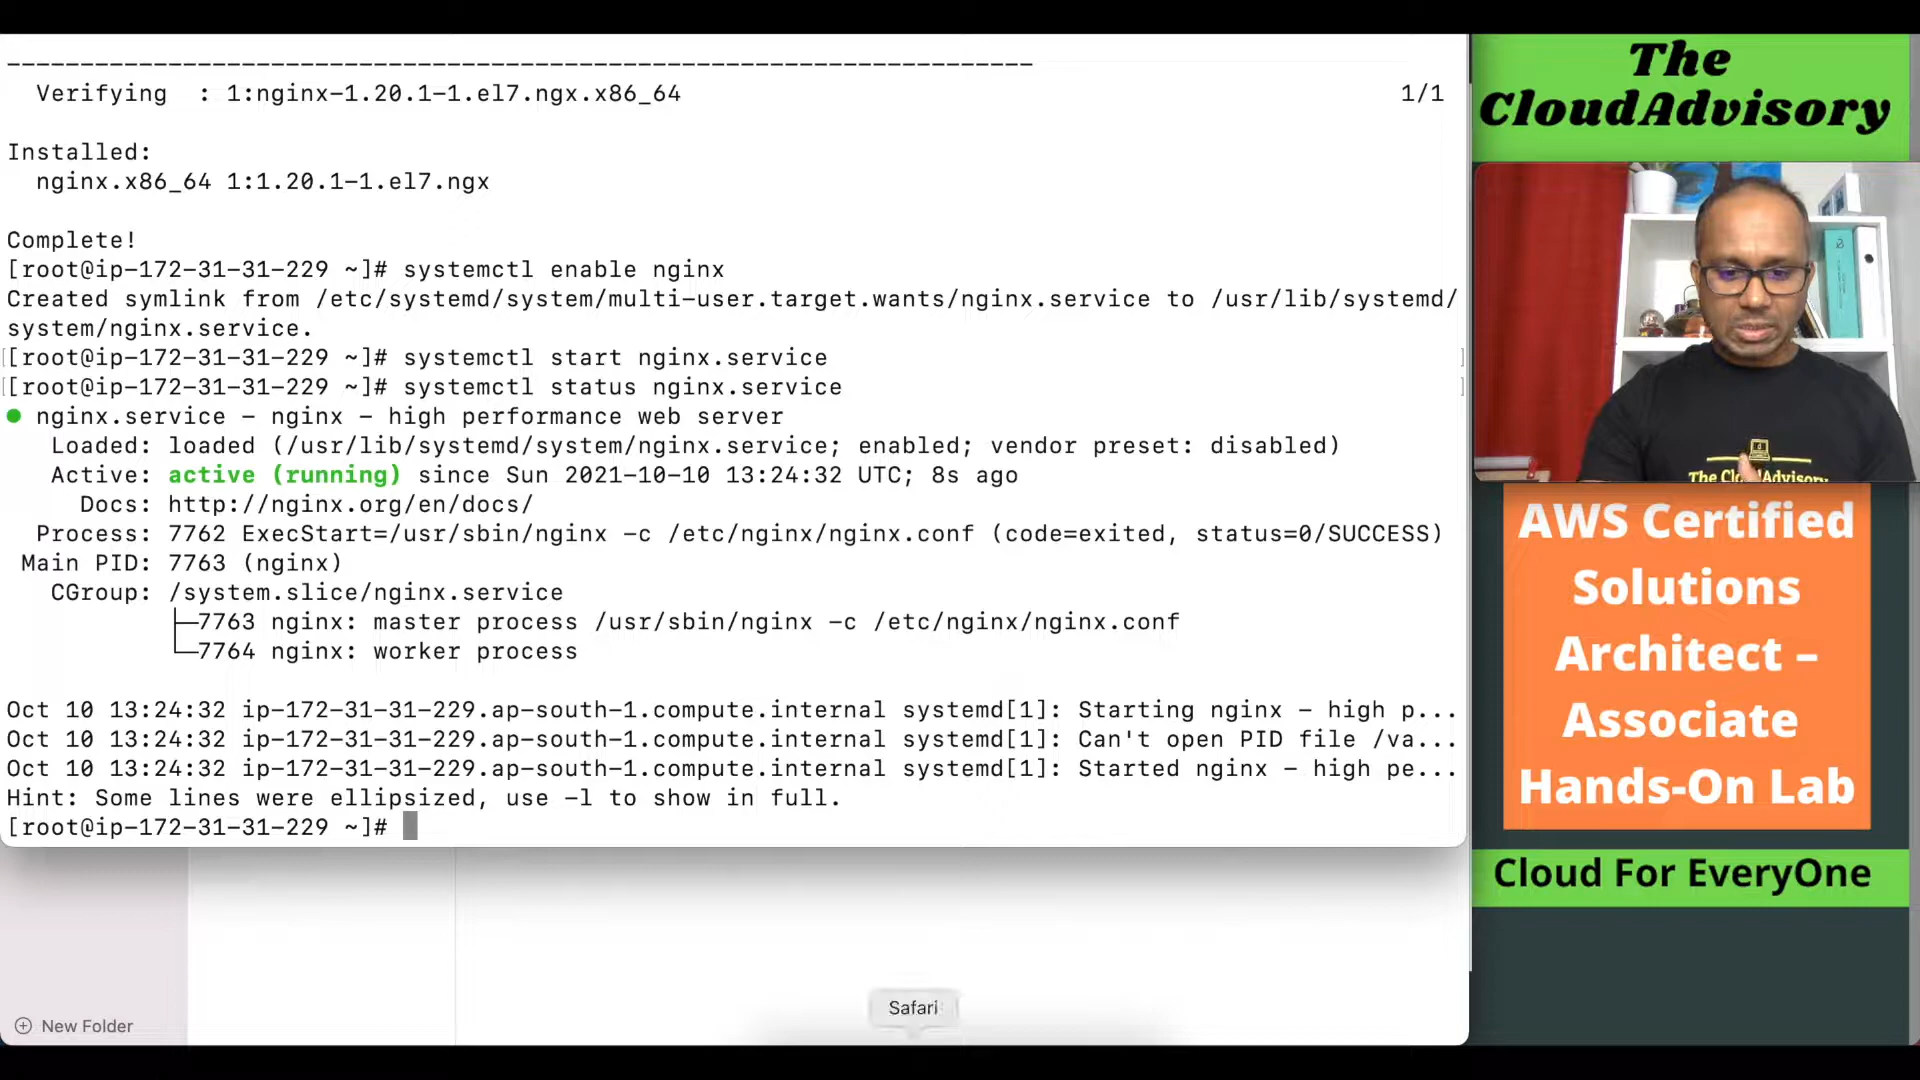 --------------------------------------------------------------------------------
Verifying  : 1:nginx-1.20.1-1.el7.ngx.x86_64 1/1
Installed:
nginx.x86_64 1:1.20.1-1.el7.ngx
Complete!
[root@ip-172-31-31-229 ~]# systemctl enable nginx
Created symlink from /etc/systemd/system/multi-user.target.wants/nginx.service to /usr/lib/systemd/
system/nginx.service.
[root@ip-172-31-31-229 ~]# systemctl start nginx.service
[root@ip-172-31-31-229 ~]# systemctl status nginx.service
● nginx.service - nginx - high performance web server
Loaded: loaded (/usr/lib/systemd/system/nginx.service; enabled; vendor preset: disabled)
Active: active (running) since Sun 2021-10-10 13:24:32 UTC; 8s ago
Docs: http://nginx.org/en/docs/
Process: 7762 ExecStart=/usr/sbin/nginx -c /etc/nginx/nginx.conf (code=exited, status=0/SUCCESS)
Main PID: 7763 (nginx)
CGroup: /system.slice/nginx.service
├─7763 nginx: master process /usr/sbin/nginx -c /etc/nginx/nginx.conf
└─7764 nginx: worker process
Oct 10 13:24:32 ip-172-31-31-229.ap-south-1.compute.internal systemd[1]: Starting nginx - high p...
Oct 10 13:24:32 ip-172-31-31-229.ap-south-1.compute.internal systemd[1]: Can't open PID file /va...
Oct 10 13:24:32 ip-172-31-31-229.ap-south-1.compute.internal systemd[1]: Started nginx - high pe...
Hint: Some lines were ellipsized, use -l to show in full.
[root@ip-172-31-31-229 ~]#
New Folder
Safari
The
CloudAdvisory
The CloudAdvisory
AWS Certified
Solutions
Architect –
Associate
Hands-On Lab
Cloud For EveryOne